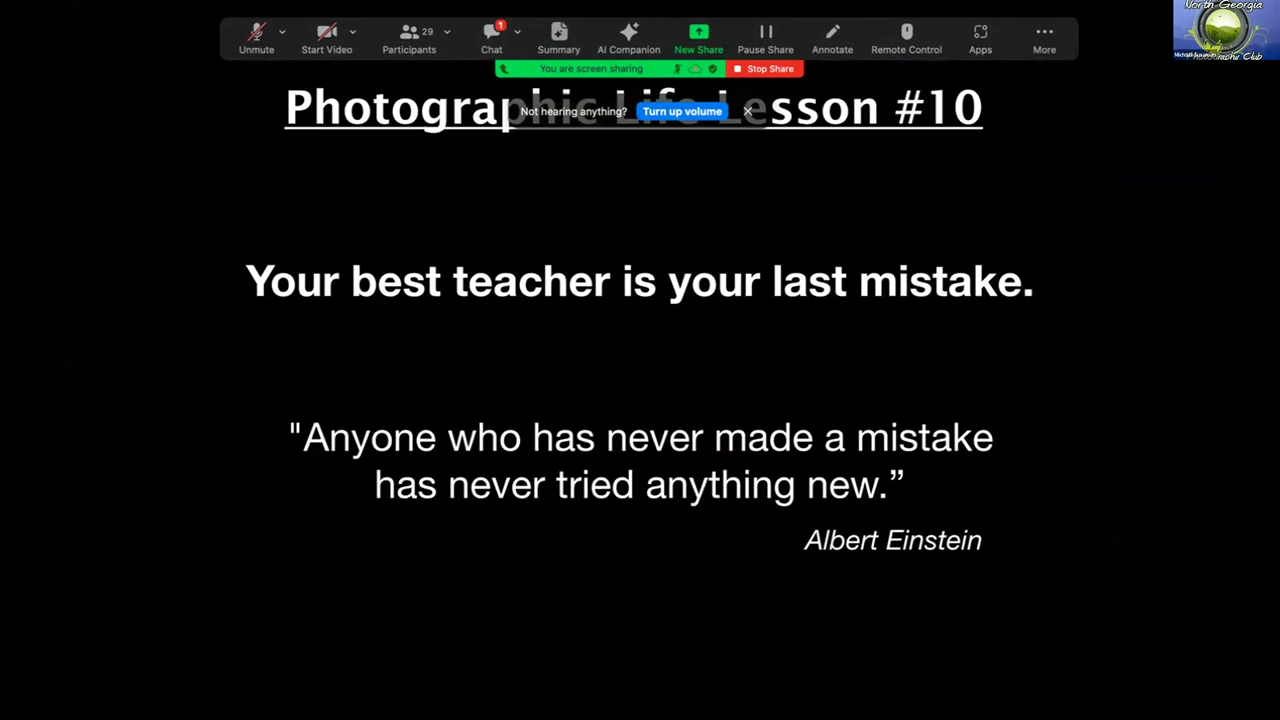 North Georgia
29
1
Unmute
Start Video
Participants
Chat
Summary
AI Companion
New Share
Pause Share
Annotate
Remote Control
Apps
More
Photography Club
You are screen sharing
Stop Share
Photographic Life Lesson #10
Not hearing anything?
Turn up volume
Your best teacher is your last mistake.
"Anyone who has never made a mistake
has never tried anything new.”
Albert Einstein